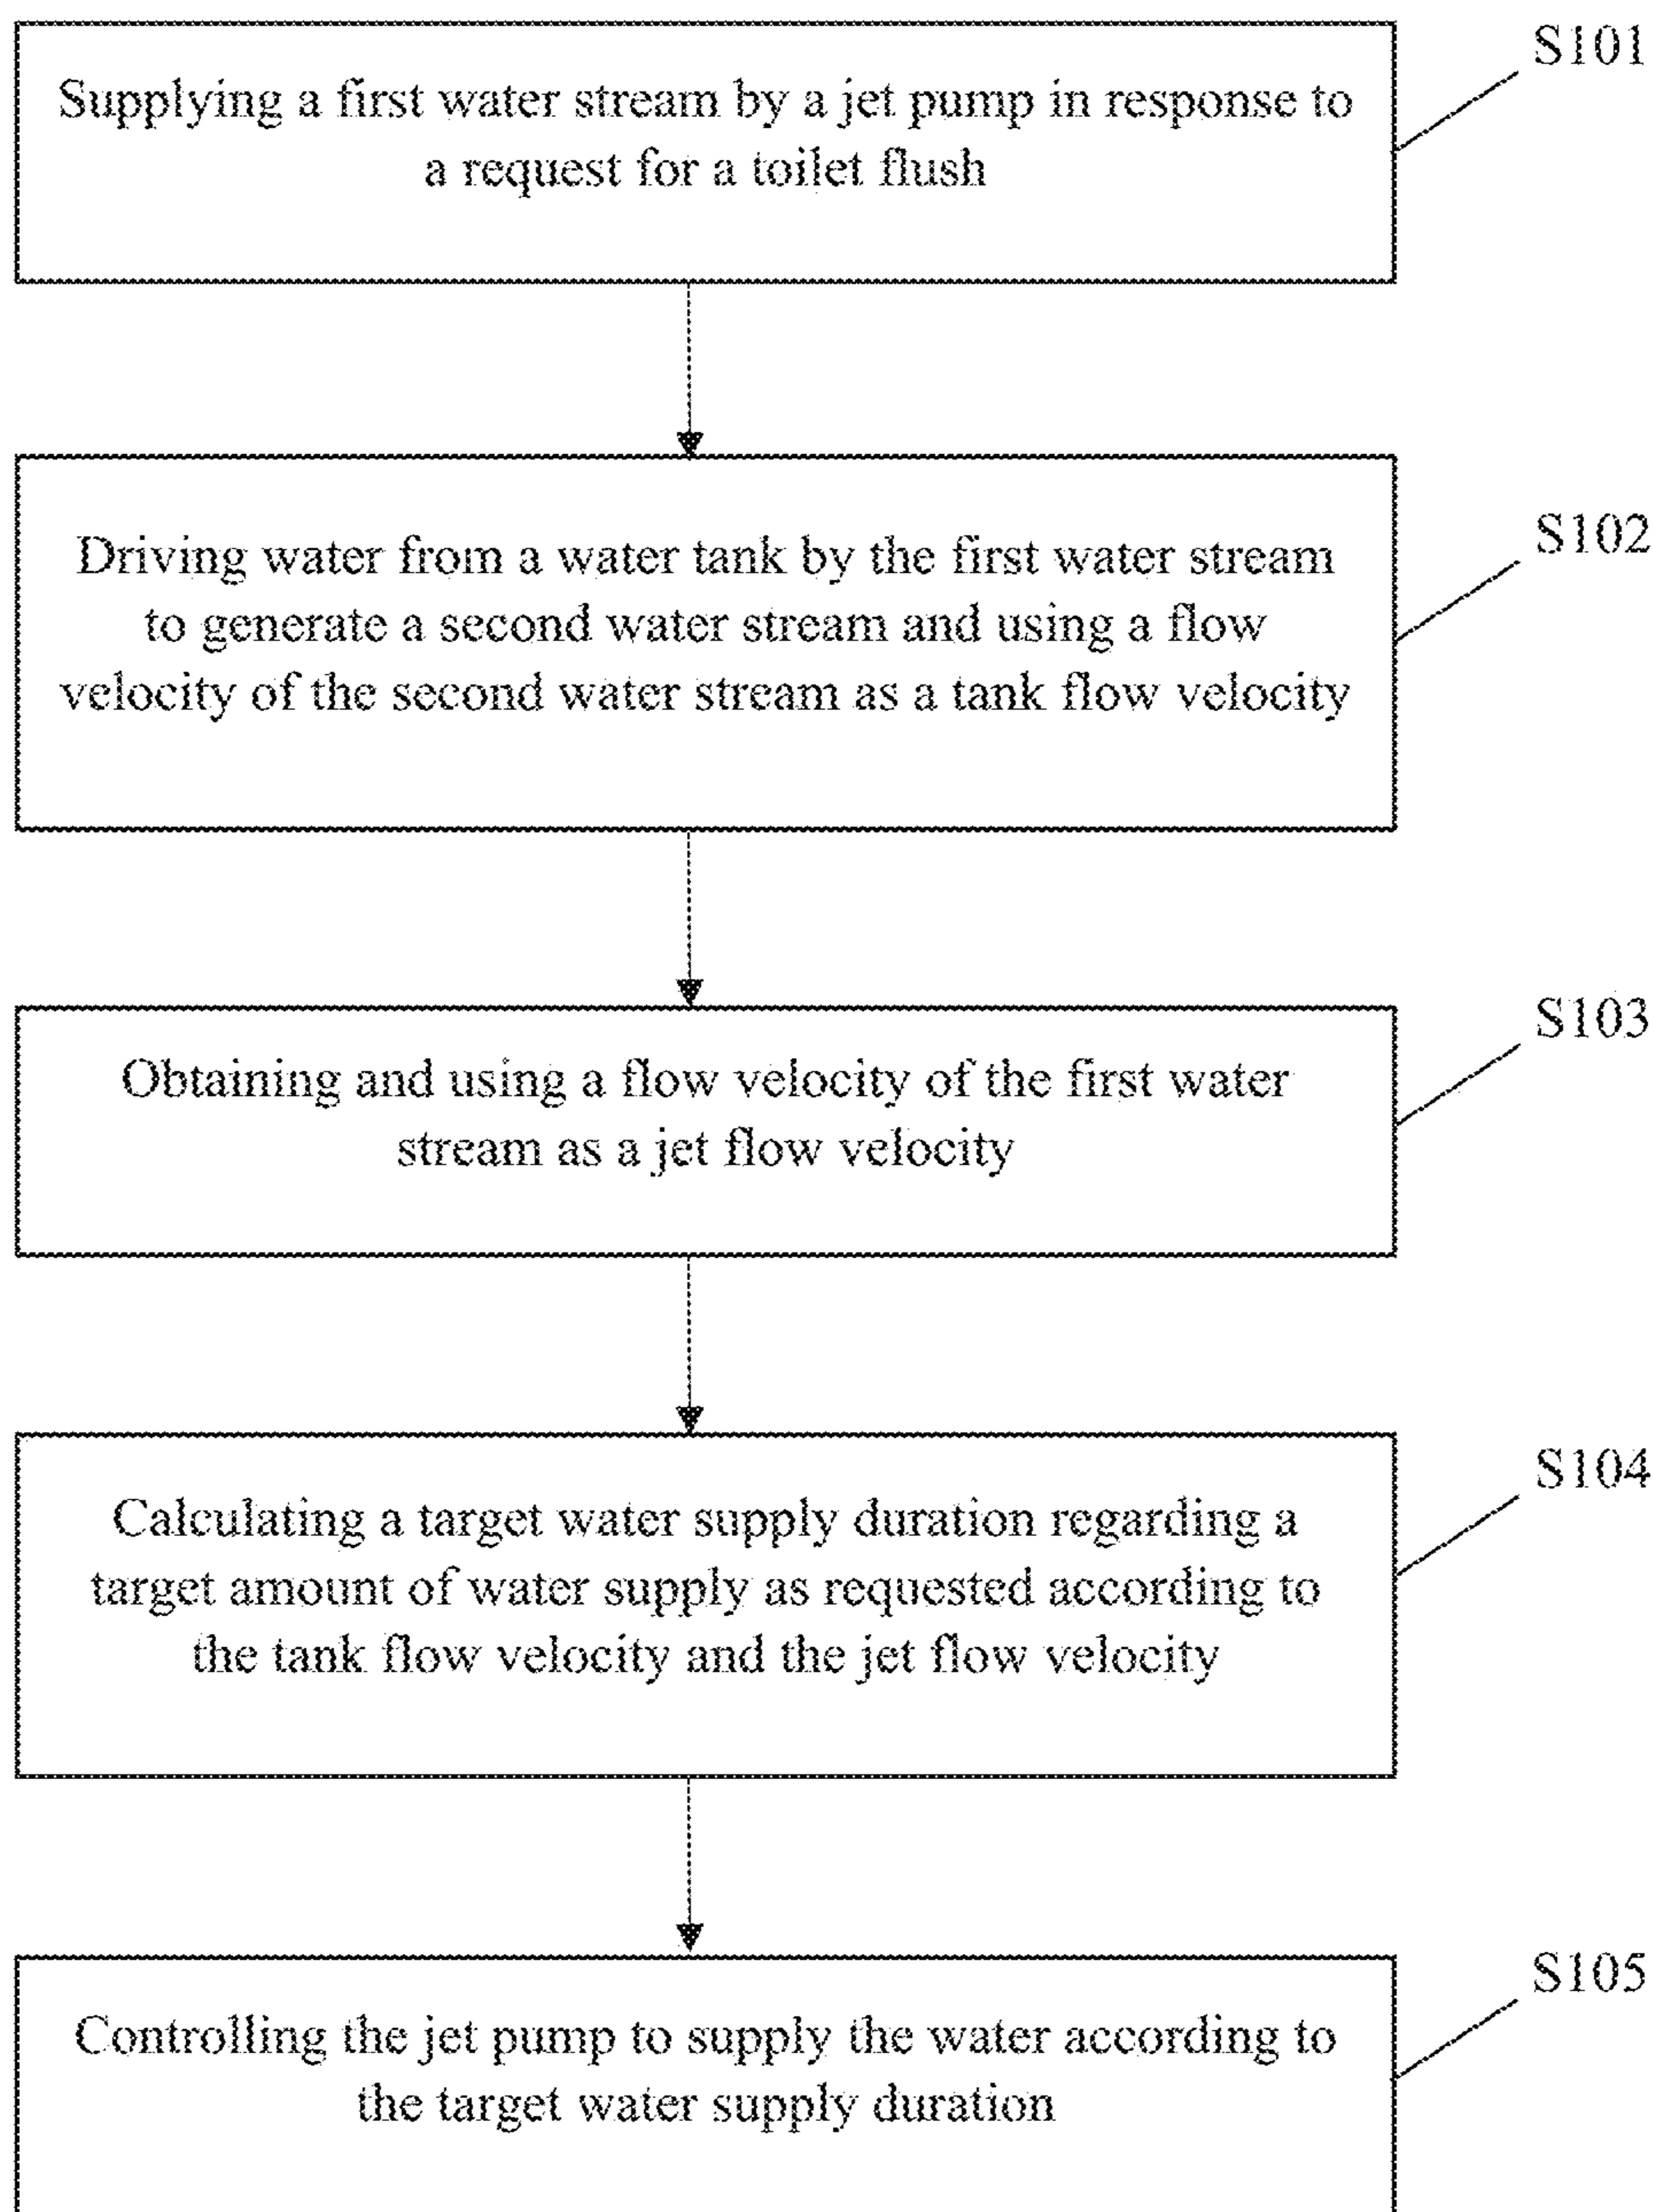 S101
Supplying a first water stream by a jet pump in response to
a request for a toilet flush
S102
Driving water from a water tank by the first water stream
to generate a second water stream and using a flow
velocity of the second water stream as a tank flow velocity
S103
Obtaining and using a flow velocity of the first water
stream as a jet flow velocity
S104
Calculating a target water supply duration regarding a
target amount of water supply as requested according to
the tank flow velocity and the jet flow velocity
S105
Controlling the jet pump to supply the water according to
the target water supply duration